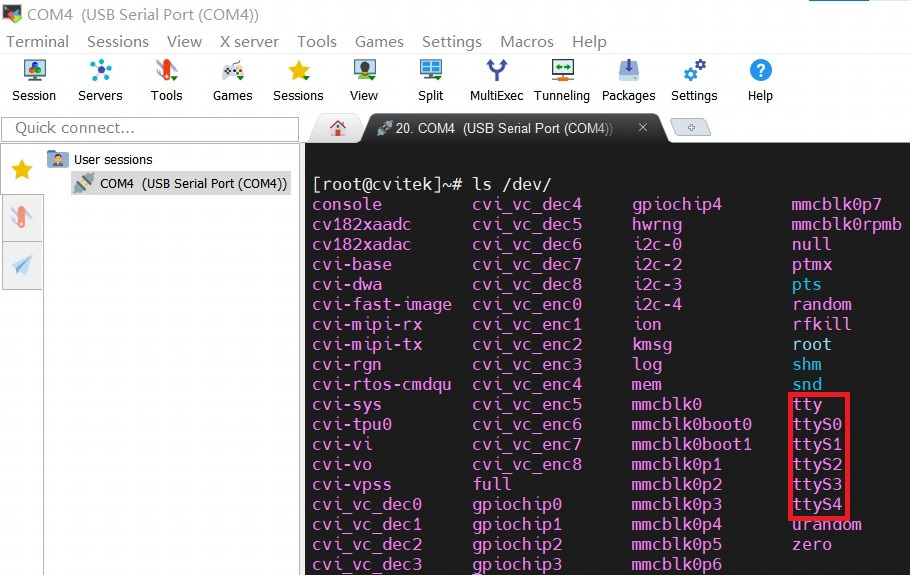 COM4 (USB Serial Port (COM4))
Terminal Sessions View X server Tools Games Settings Macros Help
Session Servers Tools Games Sessions View Split MultiExec Tunneling Packages Settings Help
Quick connect...
20. COM4 (USB Serial Port (COM4))
User sessions
COM4 (USB Serial Port (COM4))
[root@cvitek]~# ls /dev/
console cvi_vc_dec4 gpiochip4 mmcblk0p7
cv182xaadc cvi_vc_dec5 hwrng mmcblk0rpmb
cv182xadac cvi_vc_dec6 i2c-0 null
cvi-base cvi_vc_dec7 i2c-2 ptmx
cvi-dwa cvi_vc_dec8 i2c-3 pts
cvi-fast-image cvi_vc_enc0 i2c-4 random
cvi-mipi-rx cvi_vc_enc1 ion rfkill
cvi-mipi-tx cvi_vc_enc2 kmsg root
cvi-rgn cvi_vc_enc3 log shm
cvi-rtos-cmdqu cvi_vc_enc4 mem snd
cvi-sys cvi_vc_enc5 mmcblk0 tty
cvi-tpu0 cvi_vc_enc6 mmcblk0boot0 ttyS0
cvi-vi cvi_vc_enc7 mmcblk0boot1 ttyS1
cvi-vo cvi_vc_enc8 mmcblk0p1 ttyS2
cvi-vpss full mmcblk0p2 ttyS3
cvi_vc_dec0 gpiochip0 mmcblk0p3 ttyS4
cvi_vc_dec1 gpiochip1 mmcblk0p4 urandom
cvi_vc_dec2 gpiochip2 mmcblk0p5 zero
cvi_vc_dec3 gpiochip3 mmcblk0p6